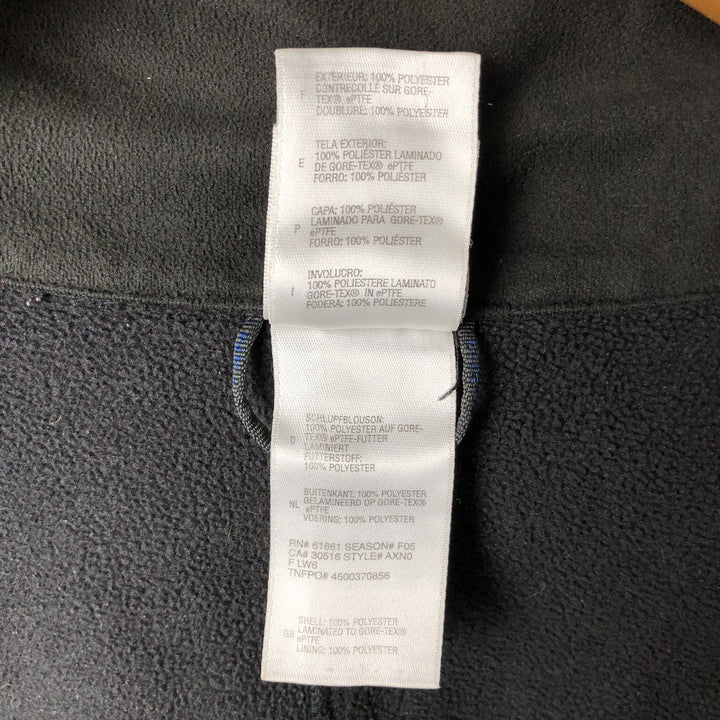 F
EXTÉRIEUR: 100% POLYESTER
CONTRECOLLÉ SUR GORE-
TEX® ePTFE
DOUBLURE: 100% POLYESTER
E
TELA EXTERIOR:
100% POLIÉSTER LAMINADO
DE GORE-TEX® ePTFE
FORRO: 100% POLIÉSTER
P
CAPA: 100% POLIÉSTER
LAMINADO PARA GORE-TEX®
ePTFE
FORRO: 100% POLIÉSTER
I
INVOLUCRO:
100% POLIESTERE LAMINATO
GORE-TEX® IN ePTFE
FODERA: 100% POLIESTERE
D
SCHLUPFBLOUSON:
100% POLYESTER AUF GORE-
TEX® ePTFE-FUTTER
LAMINIERT
FUTTERSTOFF:
100% POLYESTER
NL
BUITENKANT: 100% POLYESTER
GELAMINEERD OP GORE-TEX®
ePTFE
VOERING: 100% POLYESTER
RN# 61661 SEASON# F05
CA# 30516 STYLE# AXN0
F LW6
TNFPO# 4500370856
GB
SHELL: 100% POLYESTER
LAMINATED TO GORE-TEX®
ePTFE
LINING: 100% POLYESTER